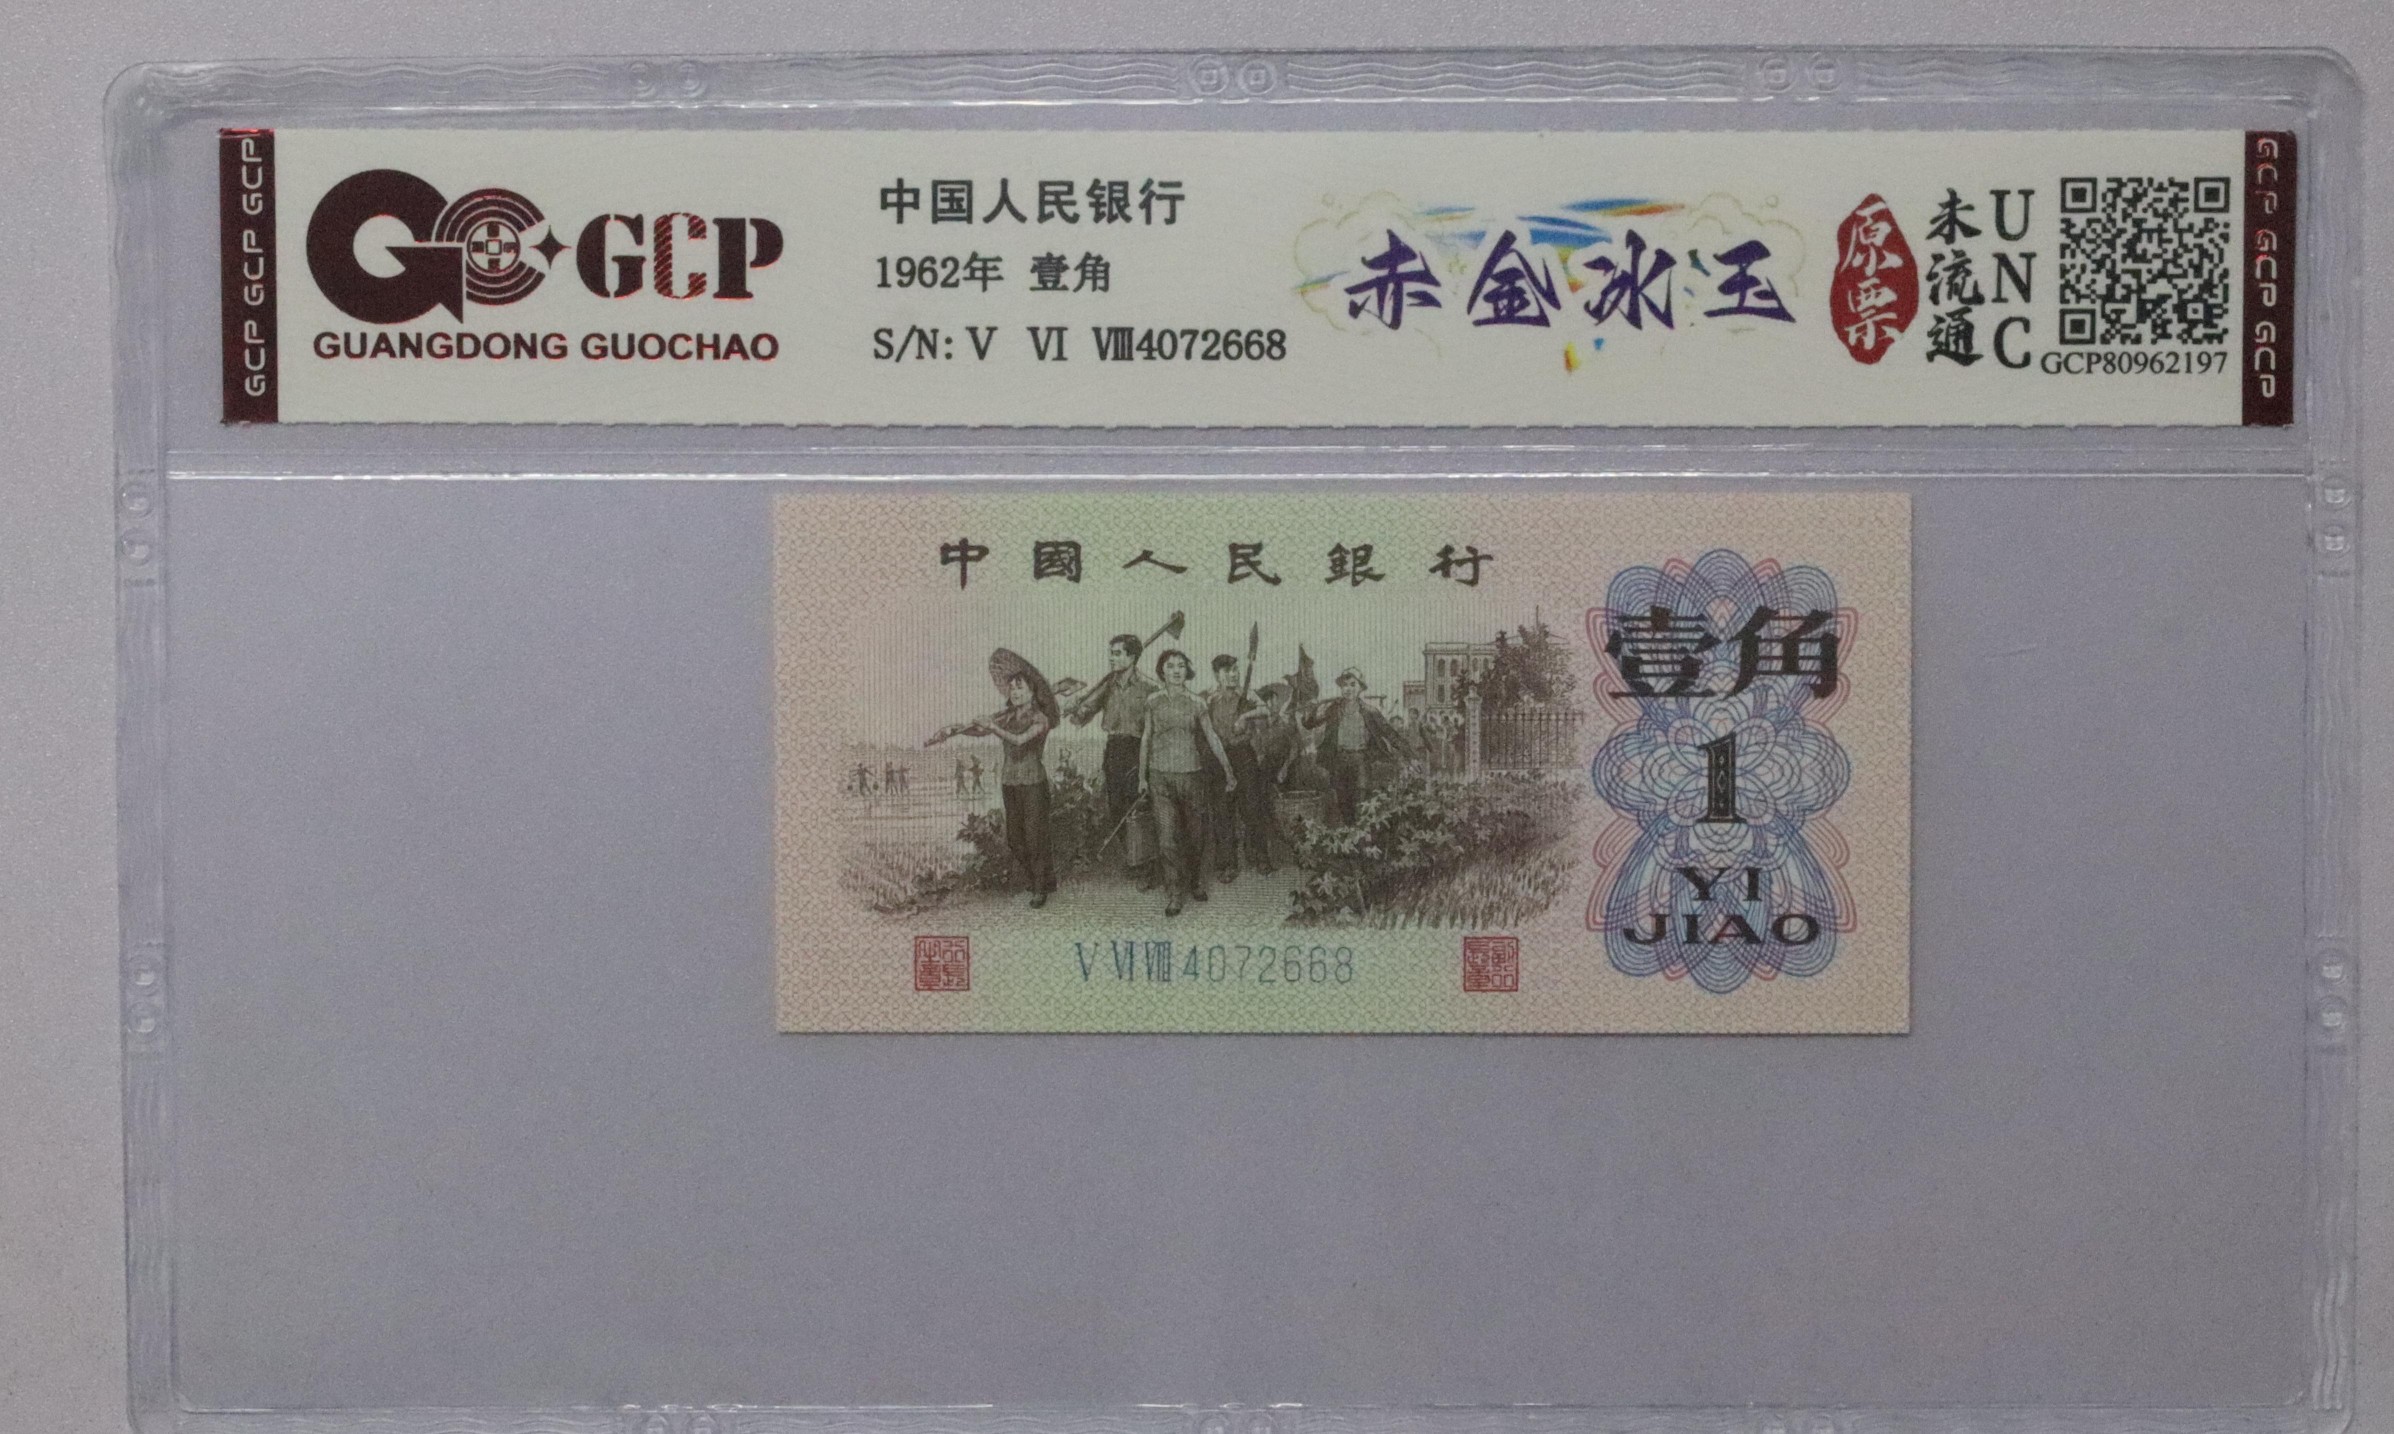 GCP GCP GCP
GCP
GUANGDONG GUOCHAO
中国人民银行
1962年 壹角
S/N: Ⅴ Ⅵ Ⅷ4072668
赤金冰玉
原票
未流通
UNC
GCP80962197
GCP GCP GCP
中國人民銀行
壹角
1
YI
JIAO
Ⅴ Ⅵ Ⅷ 4072668